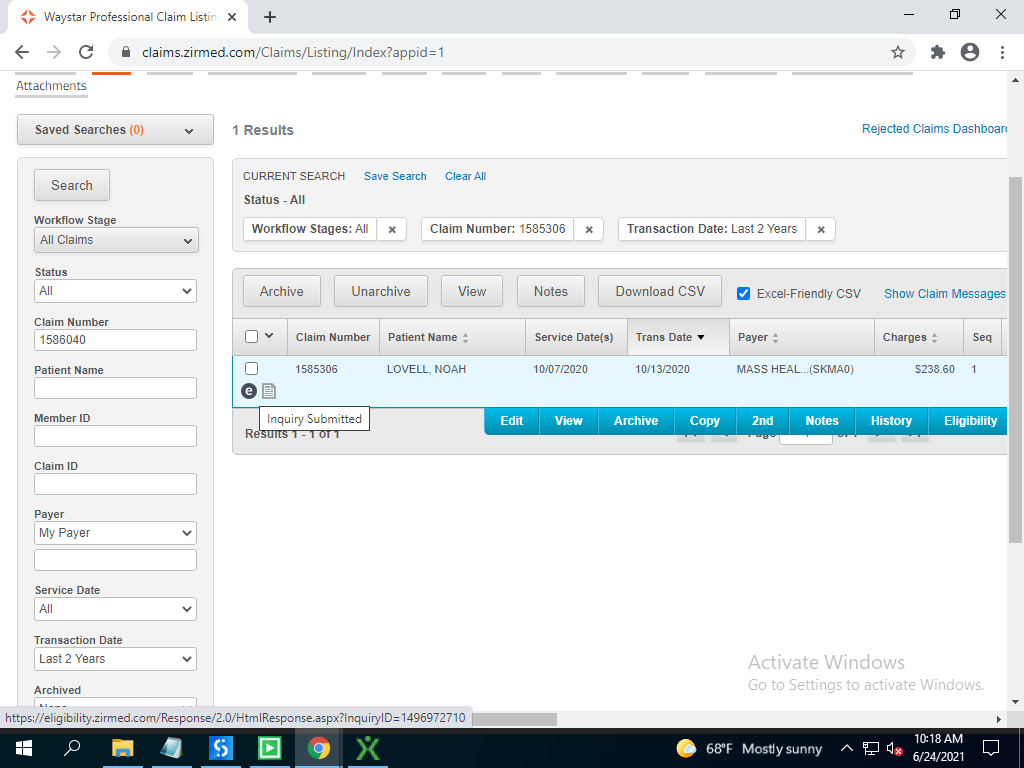 Waystar Professional Claim Listin
claims.zirmed.com/Claims/Listing/Index?appid=1
Attachments
Saved Searches (0)
1 Results
Rejected Claims Dashboard
Search
CURRENT SEARCH Save Search Clear All
Status - All
Workflow Stages: All
Claim Number: 1585306
Transaction Date: Last 2 Years
Workflow Stage
All Claims
Status
All
Claim Number
1586040
Patient Name
Member ID
Claim ID
Payer
My Payer
Service Date
All
Transaction Date
Last 2 Years
Archived
None
Archive Unarchive View Notes Download CSV Excel-Friendly CSV Show Claim Messages
Claim Number Patient Name Service Date(s) Trans Date Payer Charges Seq
1585306 LOVELL, NOAH 10/07/2020 10/13/2020 MASS HEAL...(SKMA0) $238.60 1
e
Inquiry Submitted
Edit View Archive Copy 2nd Notes History Eligibility
Results 1 - 1 of 1
Page
Activate Windows
Go to Settings to activate Windows.
https://eligibility.zirmed.com/Response/2.0/HtmlResponse.aspx?InquiryID=1496972710
68°F Mostly sunny
10:18 AM
6/24/2021